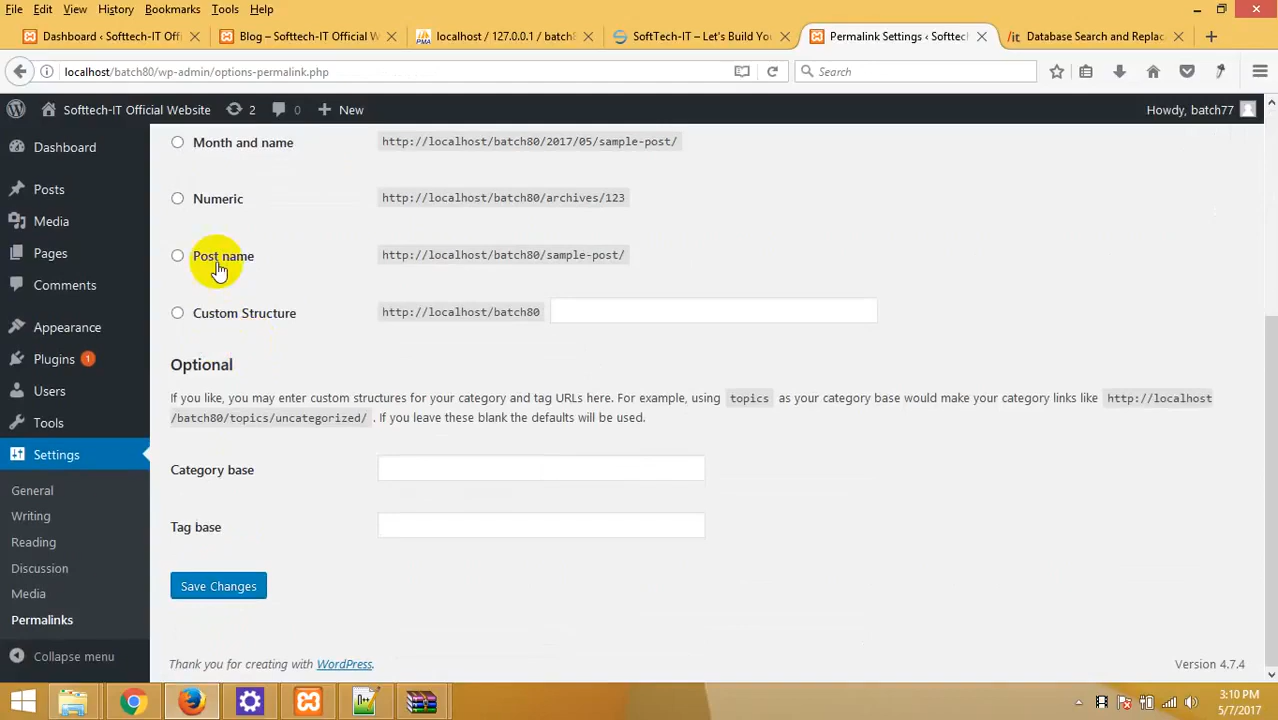 File Edit View History Bookmarks Tools Help
Dashboard ‹ Softtech-IT Offi
Blog – Softtech-IT Official W
localhost / 127.0.0.1 / batch8
SoftTech-IT – Let's Build Yo
Permalink Settings ‹ Softtech
Database Search and Replac
localhost/batch80/wp-admin/options-permalink.php
Search
Softtech-IT Official Website 2 0 New
Howdy, batch77
Dashboard
Posts
Media
Pages
Comments
Appearance
Plugins 1
Users
Tools
Settings
General
Writing
Reading
Discussion
Media
Permalinks
Collapse menu
Month and name http://localhost/batch80/2017/05/sample-post/
Numeric http://localhost/batch80/archives/123
Post name http://localhost/batch80/sample-post/
Custom Structure http://localhost/batch80
Optional
If you like, you may enter custom structures for your category and tag URLs here. For example, using topics as your category base would make your category links like http://localhost
/batch80/topics/uncategorized/ . If you leave these blank the defaults will be used.
Category base
Tag base
Save Changes
Thank you for creating with WordPress.
Version 4.7.4
3:10 PM
5/7/2017